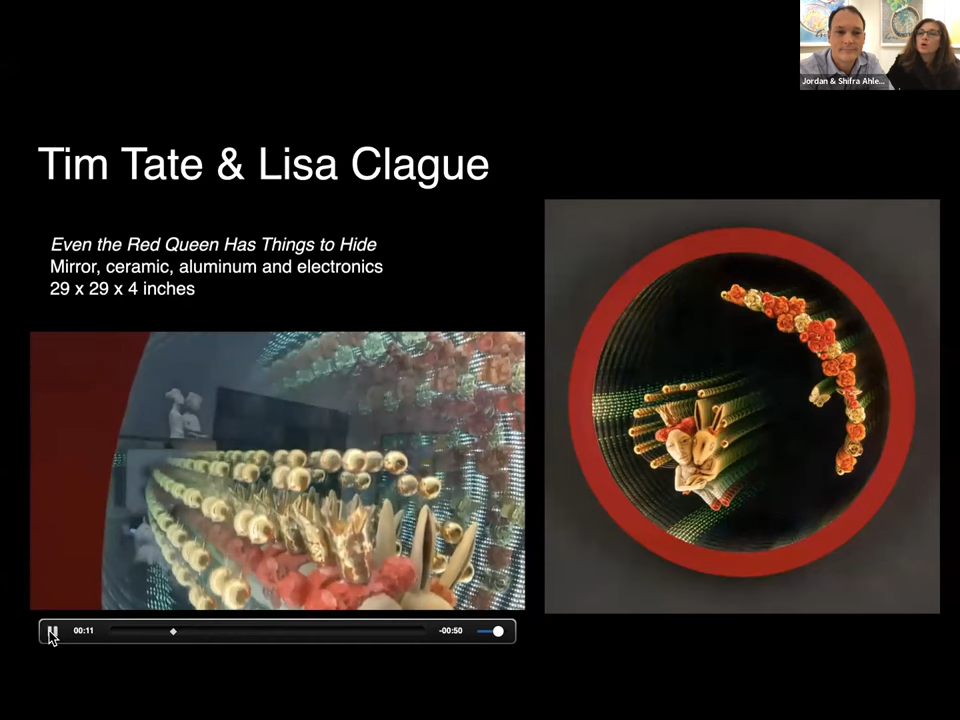 Jordan & Shifra Ahle...
Tim Tate & Lisa Clague
Even the Red Queen Has Things to Hide
Mirror, ceramic, aluminum and electronics
29 x 29 x 4 inches
00:11
-00:50